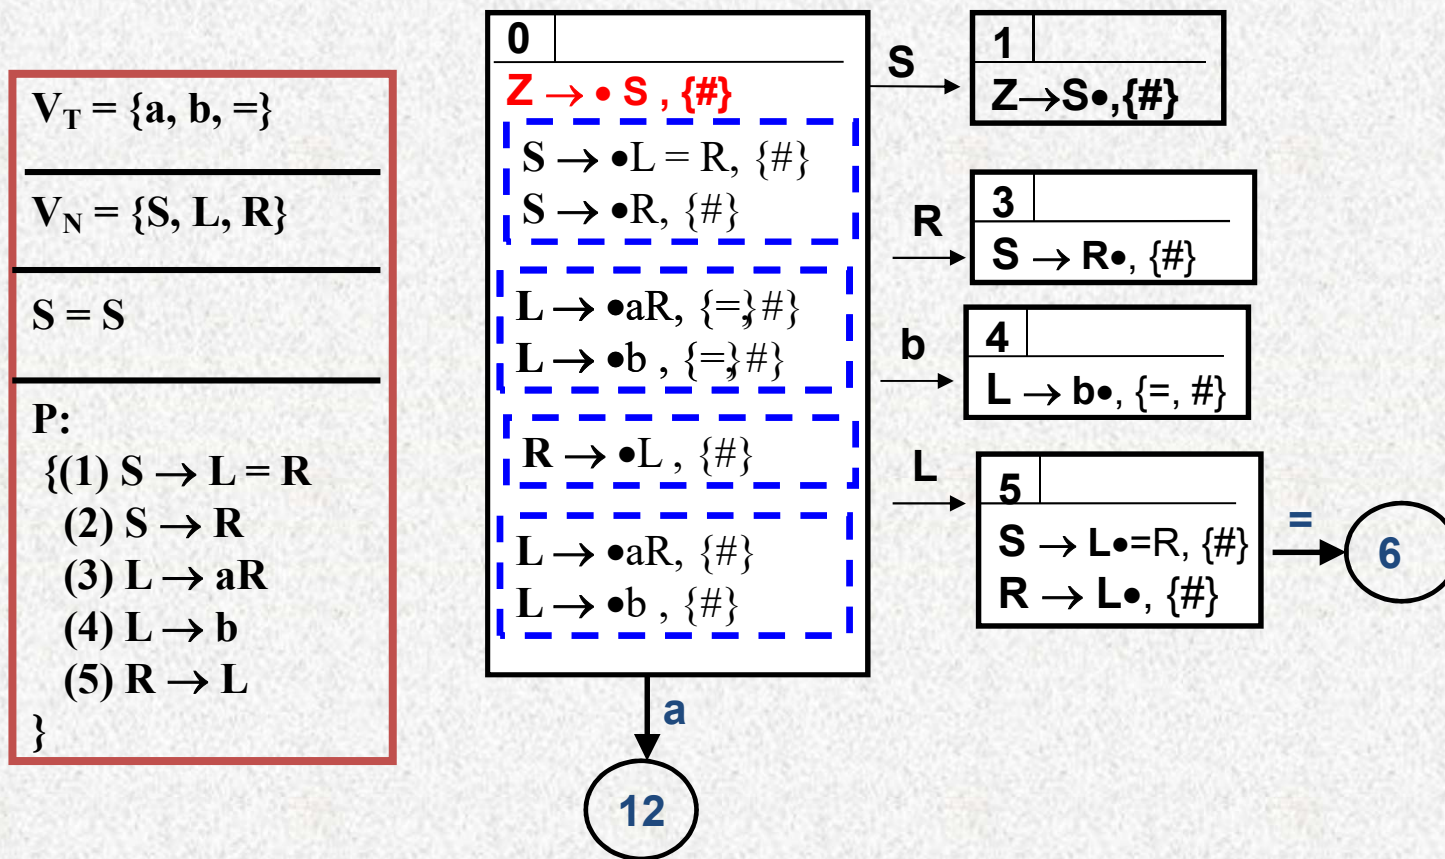 V_T = {a, b, =}
V_N = {S, L, R}
S = S
P:
{(1) S → L = R
(2) S → R
(3) L → aR
(4) L → b
(5) R → L
}
0
Z → • S , {#}
S → •L = R, {#}
S → •R, {#}
L → •aR, {=,}#}
L → •b , {=,}#}
R → •L , {#}
L → •aR, {#}
L → •b , {#}
a
12
S
1
Z→S•,{#}
R
3
S → R•, {#}
b
4
L → b•, {=, #}
L
5
S → L•=R, {#}
R → L•, {#}
=
6